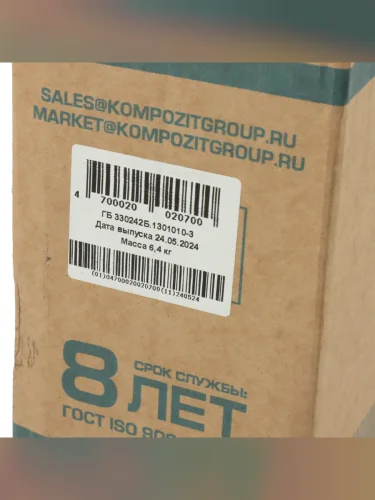 SALES@KOMPOZITGROUP.RU
MARKET@KOMPOZITGROUP.RU
4 700020 020700
ГБ 330242Б.1301010-3
Дата выпуска 24.05.2024
Масса 6,4 кг
(01)04700020020700(11)240524
8 ЛЕТ
СРОК СЛУЖБЫ:
ГОСТ ISO